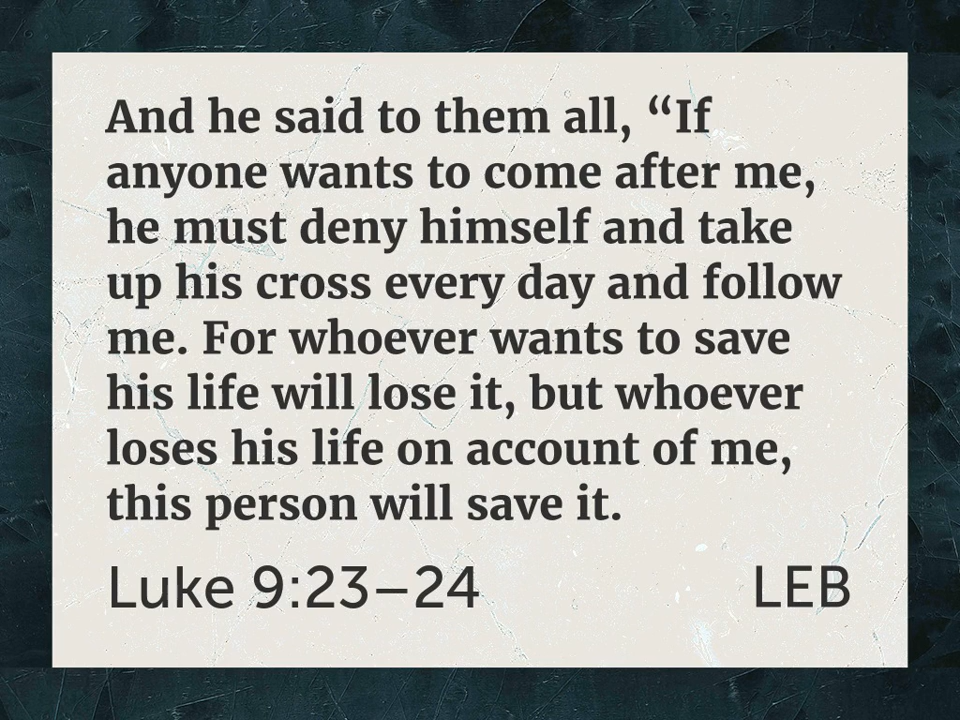 And he said to them all, “If
anyone wants to come after me,
he must deny himself and take
up his cross every day and follow
me. For whoever wants to save
his life will lose it, but whoever
loses his life on account of me,
this person will save it.
Luke 9:23–24 LEB